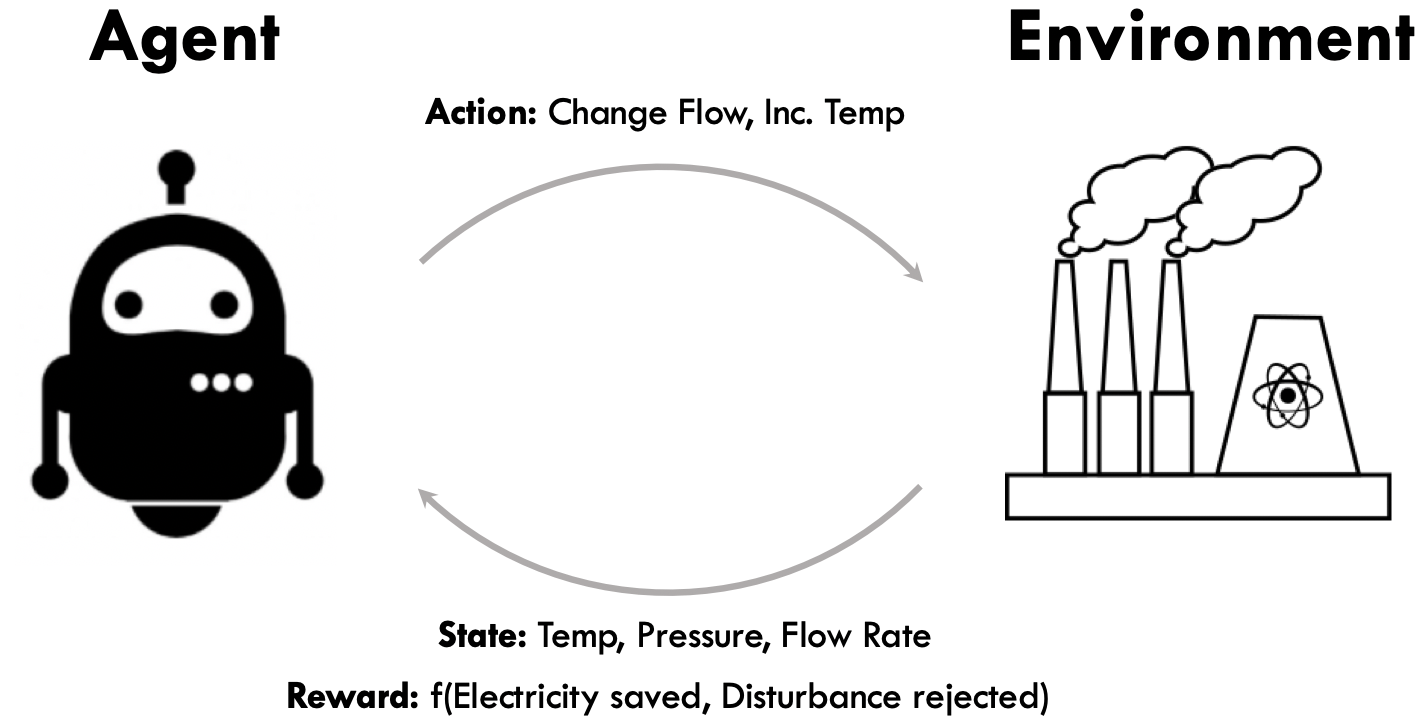 Agent
Environment
Action: Change Flow, Inc. Temp
State: Temp, Pressure, Flow Rate
Reward: f(Electricity saved, Disturbance rejected)